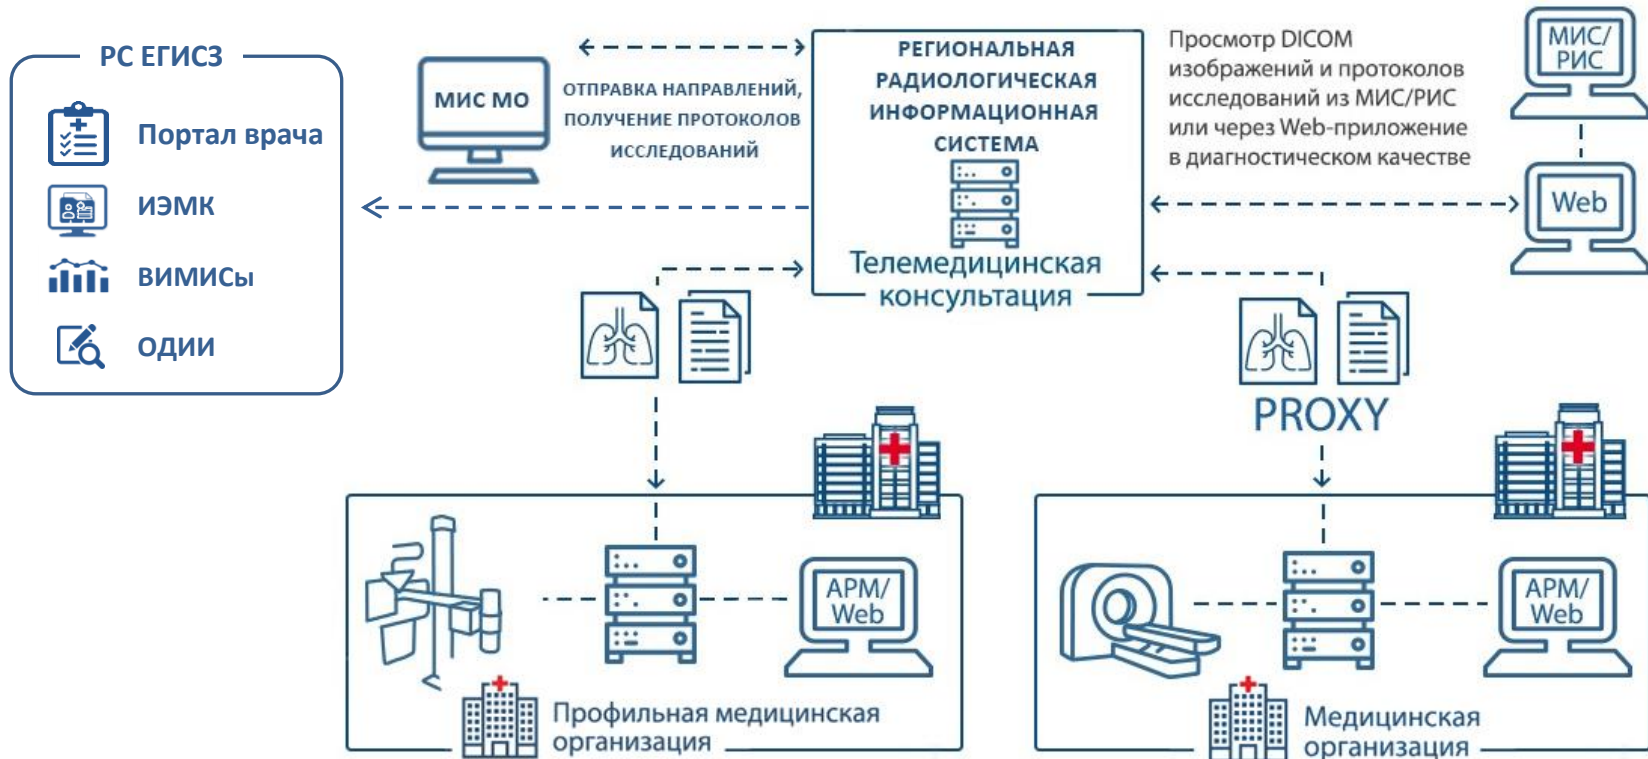 РС ЕГИСЗ
Портал врача
ИЭМК
ВИМИСы
ОДИИ
МИС МО
ОТПРАВКА НАПРАВЛЕНИЙ,
ПОЛУЧЕНИЕ ПРОТОКОЛОВ
ИССЛЕДОВАНИЙ
РЕГИОНАЛЬНАЯ
РАДИОЛОГИЧЕСКАЯ
ИНФОРМАЦИОННАЯ
СИСТЕМА
Телемедицинская
консультация
Просмотр DICOM
изображений и протоколов
исследований из МИС/РИС
или через Web-приложение
в диагностическом качестве
МИС/
РИС
Web
PROXY
АРМ/
Web
Профильная медицинская
организация
АРМ/
Web
Медицинская
организация